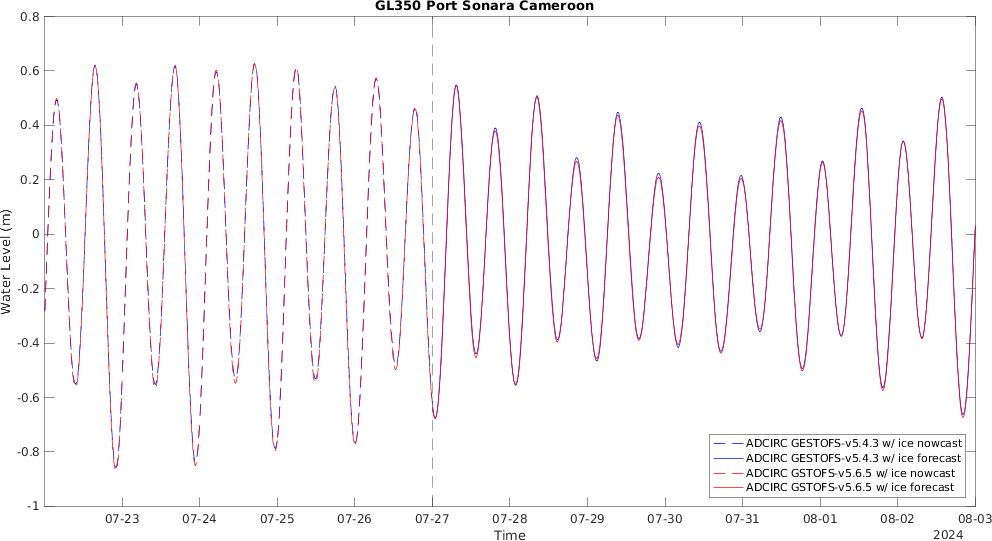 GL350 Port Sonara Cameroon
0.8
0.6
0.4
0.2
0
-0.2
-0.4
-0.6
-0.8
-1
Water Level (m)
ADCIRC GESTOFS-v5.4.3 w/ ice nowcast
ADCIRC GESTOFS-v5.4.3 w/ ice forecast
ADCIRC GSTOFS-v5.6.5 w/ ice nowcast
ADCIRC GSTOFS-v5.6.5 w/ ice forecast
07-23 07-24 07-25 07-26 07-27 07-28 07-29 07-30 07-31 08-01 08-02 08-03
Time
2024